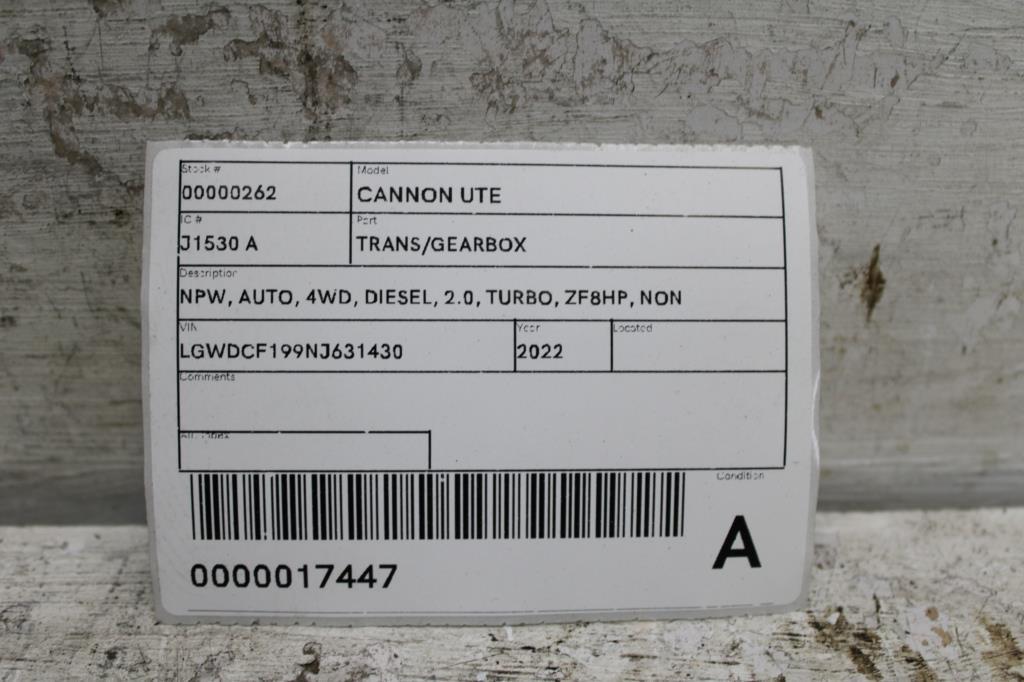 Stock # Model
00000262 CANNON UTE
IC # Part
J1530 A TRANS/GEARBOX
Description
NPW, AUTO, 4WD, DIESEL, 2.0, TURBO, ZF8HP, NON
VIN Year Located
LGWDCF199NJ631430 2022
Comments
Condition
A
0000017447